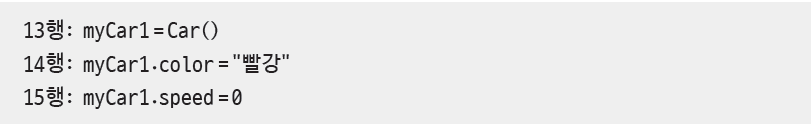 13행: myCar1=Car()
14행: myCar1.color="빨강"
15행: myCar1.speed=0